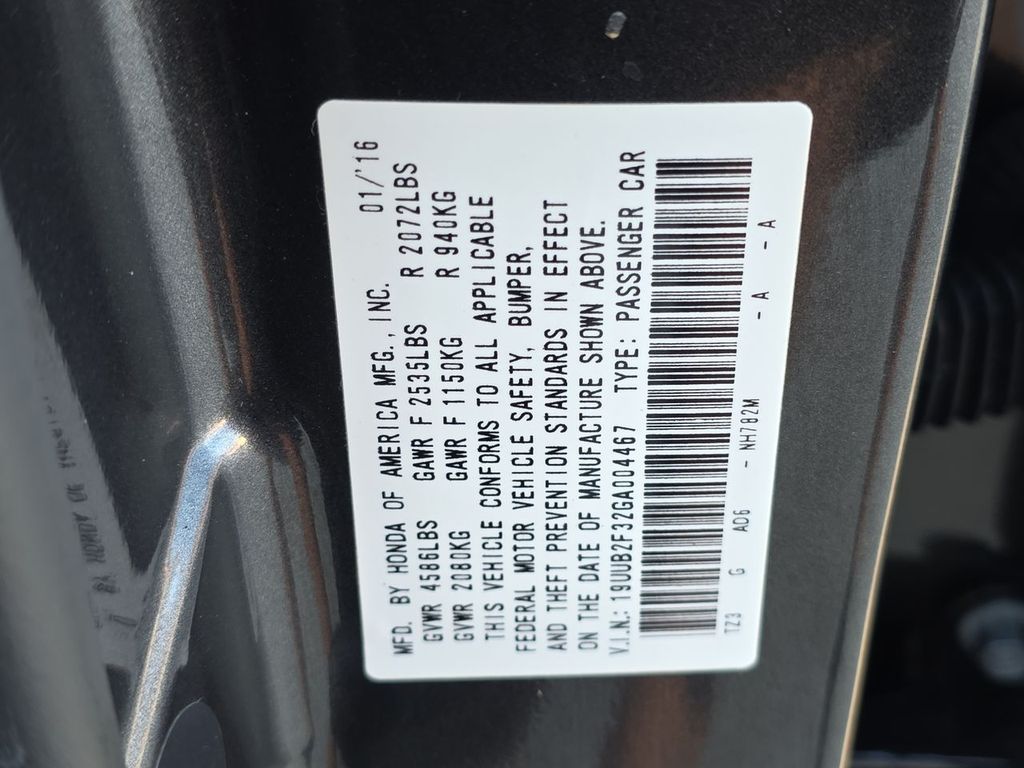 01/'16
MFD. BY HONDA OF AMERICA MFG., INC.
GVWR 4586LBS GAWR F 2535LBS R 2072LBS
GVWR 2080KG GAWR F 1150KG R 940KG
THIS VEHICLE CONFORMS TO ALL APPLICABLE
FEDERAL MOTOR VEHICLE SAFETY, BUMPER,
AND THEFT PREVENTION STANDARDS IN EFFECT
ON THE DATE OF MANUFACTURE SHOWN ABOVE.
V.I.N.: 19UUB2F32GA004467 TYPE: PASSENGER CAR
TZ3 G AD6 - NH782M - A - A